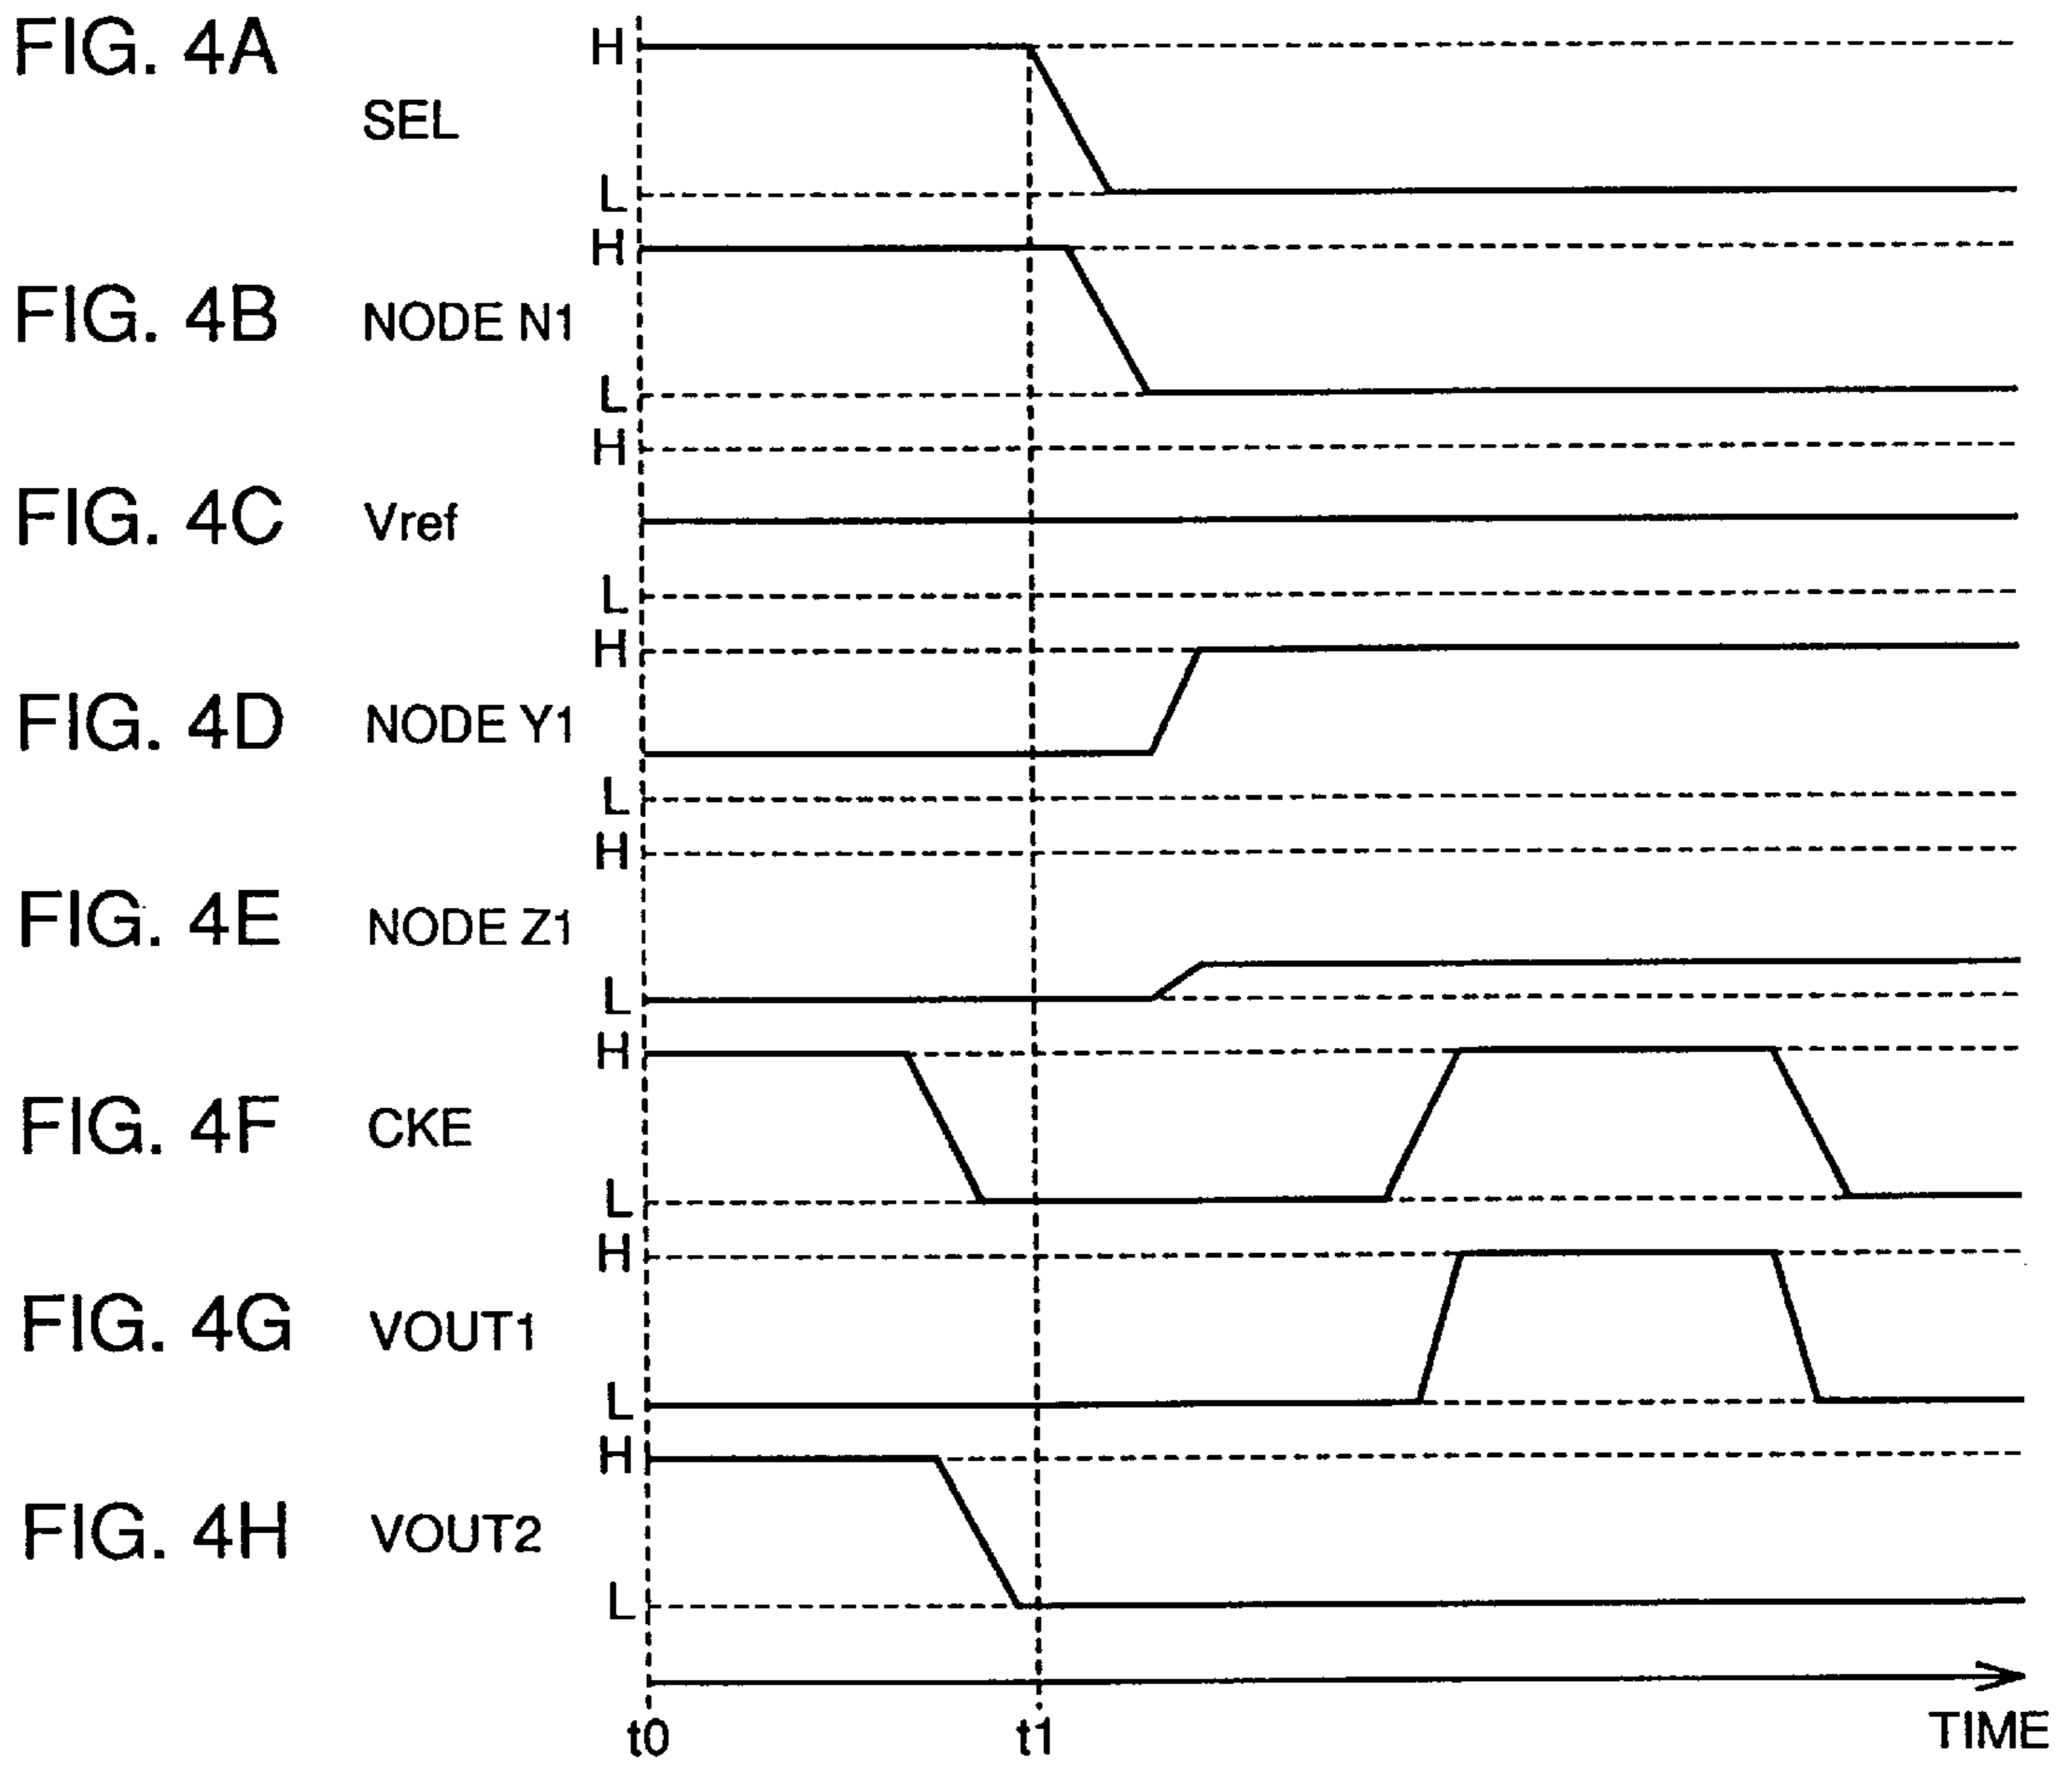 FIG. 4A
SEL
H
L
FIG. 4B
NODE N1
H
L
FIG. 4C
Vref
H
L
FIG. 4D
NODE Y1
H
L
FIG. 4E
NODE Z1
H
L
FIG. 4F
CKE
H
L
FIG. 4G
VOUT1
H
L
FIG. 4H
VOUT2
H
L
t0
t1
TIME